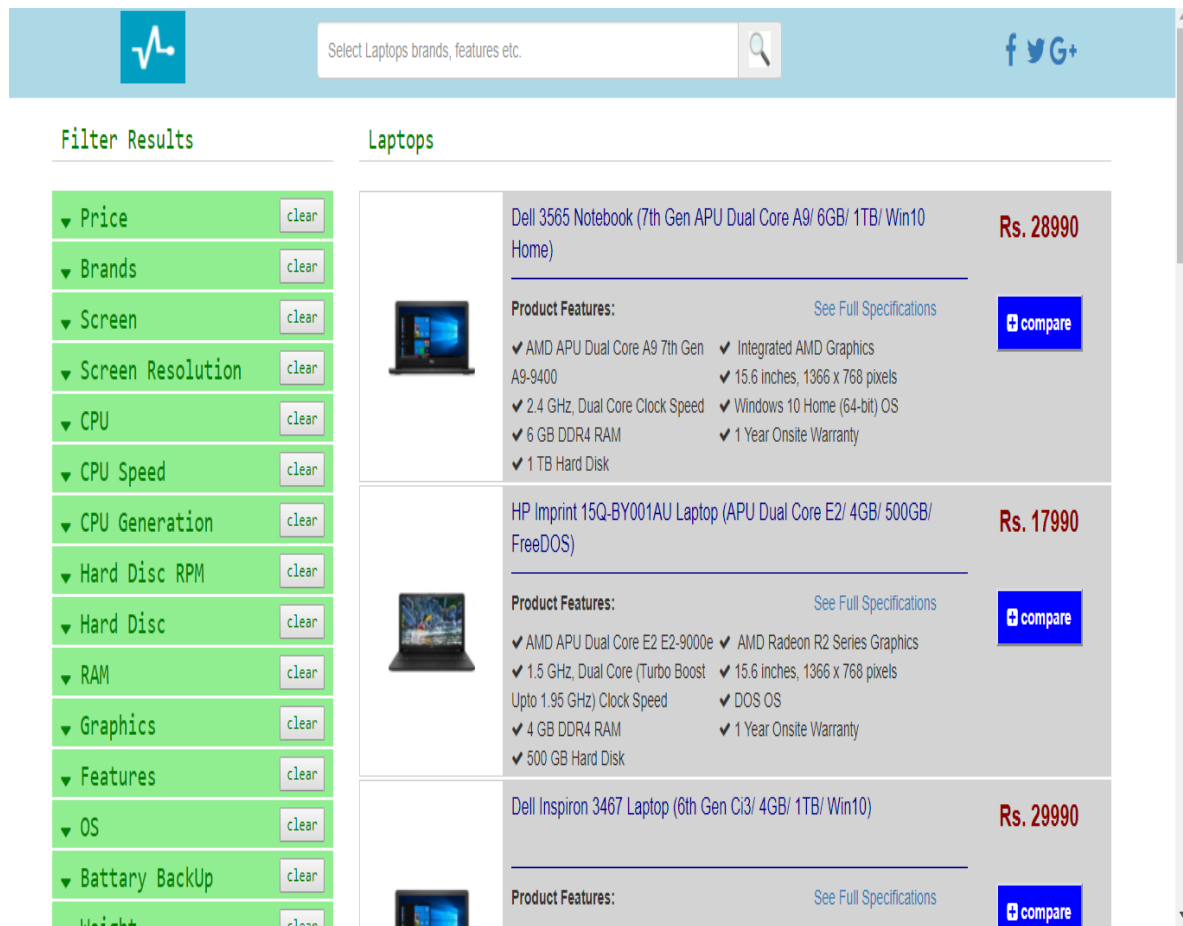 Select Laptops brands, features etc.
f G+
Filter Results
Price clear
Brands clear
Screen clear
Screen Resolution clear
CPU clear
CPU Speed clear
CPU Generation clear
Hard Disc RPM clear
Hard Disc clear
RAM clear
Graphics clear
Features clear
OS clear
Battary BackUp clear
Weight clear
Laptops
Dell 3565 Notebook (7th Gen APU Dual Core A9/ 6GB/ 1TB/ Win10
Home)
Rs. 28990
Product Features:
See Full Specifications
compare
AMD APU Dual Core A9 7th Gen
A9-9400
2.4 GHz, Dual Core Clock Speed
6 GB DDR4 RAM
1 TB Hard Disk
Integrated AMD Graphics
15.6 inches, 1366 x 768 pixels
Windows 10 Home (64-bit) OS
1 Year Onsite Warranty
HP Imprint 15Q-BY001AU Laptop (APU Dual Core E2/ 4GB/ 500GB/
FreeDOS)
Rs. 17990
Product Features:
See Full Specifications
compare
AMD APU Dual Core E2 E2-9000e
1.5 GHz, Dual Core (Turbo Boost
Upto 1.95 GHz) Clock Speed
4 GB DDR4 RAM
500 GB Hard Disk
AMD Radeon R2 Series Graphics
15.6 inches, 1366 x 768 pixels
DOS OS
1 Year Onsite Warranty
Dell Inspiron 3467 Laptop (6th Gen Ci3/ 4GB/ 1TB/ Win10)
Rs. 29990
Product Features:
See Full Specifications
compare